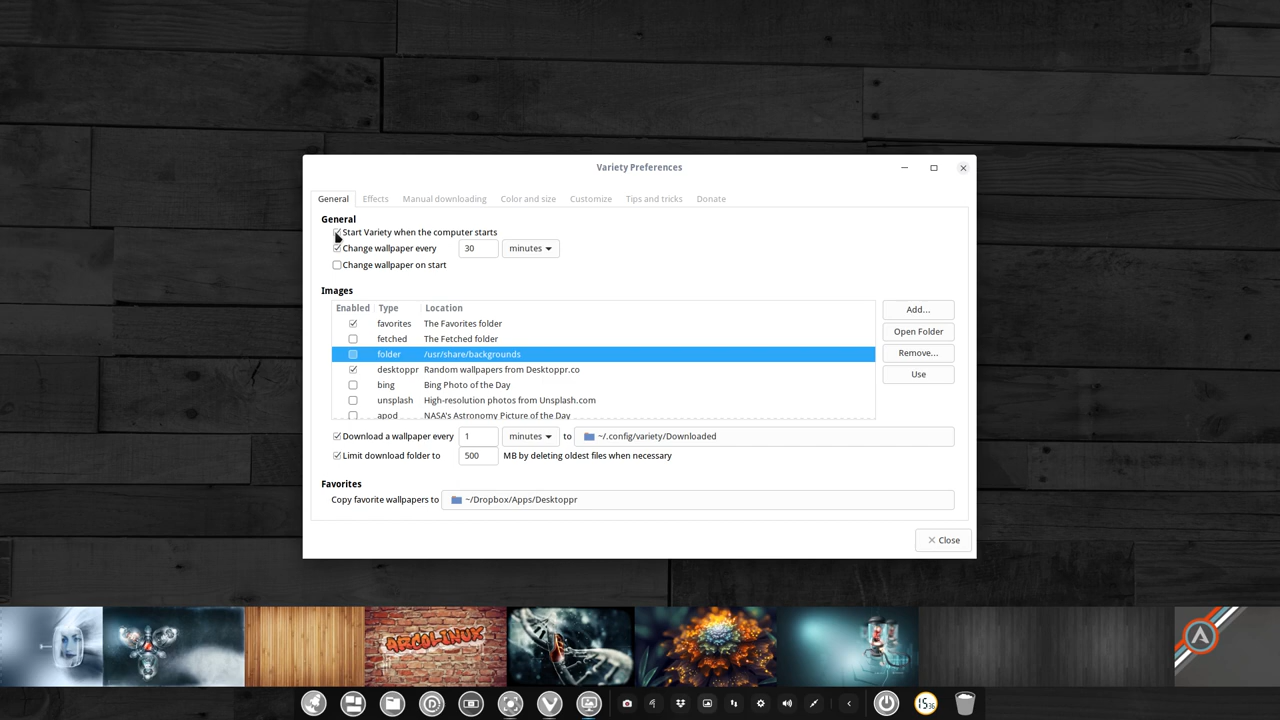 Variety Preferences
General Effects Manual downloading Color and size Customize Tips and tricks Donate
General
Start Variety when the computer starts
Change wallpaper every 30 minutes
Change wallpaper on start
Images
Enabled Type Location
favorites The Favorites folder
fetched The Fetched folder
folder /usr/share/backgrounds
desktoppr Random wallpapers from Desktoppr.co
bing Bing Photo of the Day
unsplash High-resolution photos from Unsplash.com
apod NASA's Astronomy Picture of the Day
Add...
Open Folder
Remove...
Use
Download a wallpaper every 1 minutes to ~/.config/variety/Downloaded
Limit download folder to 500 MB by deleting oldest files when necessary
Favorites
Copy favorite wallpapers to ~/Dropbox/Apps/Desktoppr
Close
ARCOLINUX
15 36